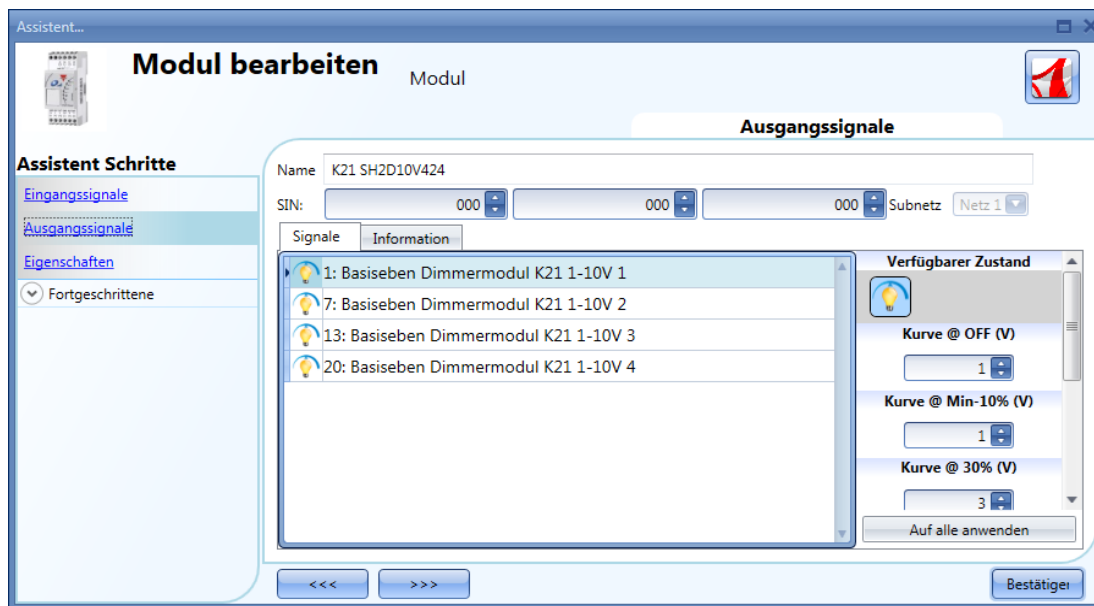 Assistent...
Modul bearbeiten Modul
Ausgangssignale
Assistent Schritte
Eingangssignale
Ausgangssignale
Eigenschaften
Fortgeschrittene
Name K21 SH2D10V424
SIN: 000 000 000 Subnetz Netz 1
Signale Information
1: Basiseben Dimmermodul K21 1-10V 1
7: Basiseben Dimmermodul K21 1-10V 2
13: Basiseben Dimmermodul K21 1-10V 3
20: Basiseben Dimmermodul K21 1-10V 4
Verfügbarer Zustand
Kurve @ OFF (V)
1
Kurve @ Min-10% (V)
1
Kurve @ 30% (V)
3
Auf alle anwenden
<<< >>> Bestätiger